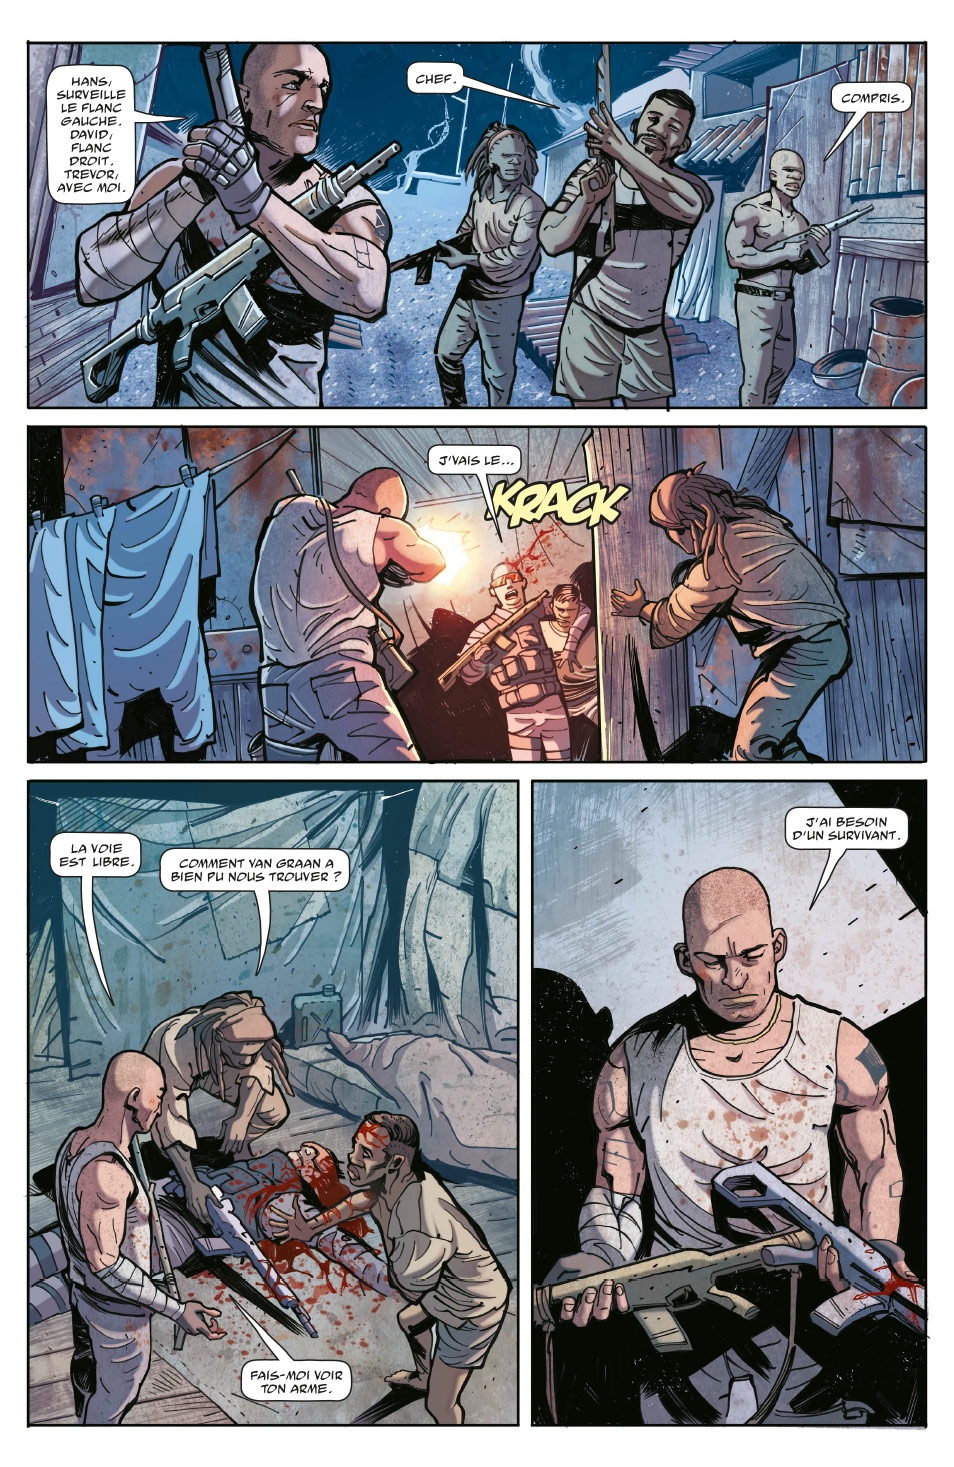 HANS,
SURVEILLE
LE FLANC
GAUCHE.
DAVID,
FLANC
DROIT.
TREVOR,
AVEC MOI.
CHEF.
COMPRIS.
J'VAIS LE...
KRACK
LA VOIE
EST LIBRE.
COMMENT VAN GRAAN A
BIEN PU NOUS TROUVER ?
FAIS-MOI VOIR
TON ARME.
J'AI BESOIN
D'UN SURVIVANT.